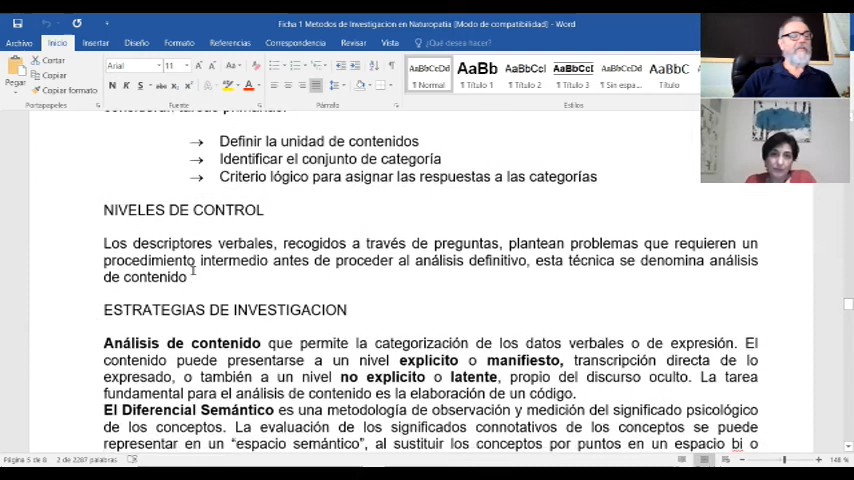 Ficha 1 Metodos de Investigacion en Naturopatia [Modo de compatibilidad] - Word
Archivo Inicio Insertar Diseño Formato Referencias Correspondencia Revisar Vista ¿Qué desea hacer?
Cortar
Copiar
Copiar formato
Pegar
Arial 11
N K S abc x₂ x²
AaBbCcDd AaBb AaBbCcl AaBbCcI AaBbCcDd AaBbC
¶ Normal Título 1 ¶ Título 2 ¶ Título 3 ¶ Sin espa... Título
Portapapeles Fuente Párrafo Estilos
→ Definir la unidad de contenidos
→ Identificar el conjunto de categoría
→ Criterio lógico para asignar las respuestas a las categorías
NIVELES DE CONTROL
Los descriptores verbales, recogidos a través de preguntas, plantean problemas que requieren un
procedimiento intermedio antes de proceder al análisis definitivo, esta técnica se denomina análisis
de contenido
ESTRATEGIAS DE INVESTIGACION
Análisis de contenido que permite la categorización de los datos verbales o de expresión. El
contenido puede presentarse a un nivel explicito o manifiesto, transcripción directa de lo
expresado, o también a un nivel no explicito o latente, propio del discurso oculto. La tarea
fundamental para el análisis de contenido es la elaboración de un código.
El Diferencial Semántico es una metodología de observación y medición del significado psicológico
de los conceptos. La evaluación de los significados connotativos de los conceptos se puede
representar en un “espacio semántico”, al sustituir los conceptos por puntos en un espacio bi o
Página 5 de 8 2 de 2287 palabras 148 %